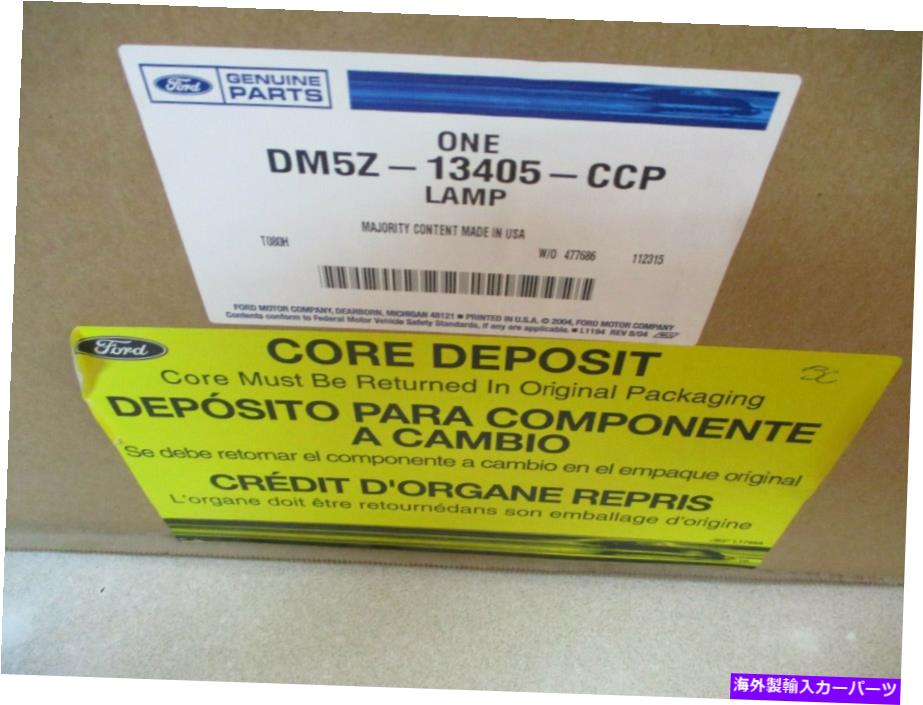 Ford
GENUINE
PARTS
ONE
DM5Z-13405-CCP
LAMP
MAJORITY CONTENT MADE IN USA
T080H
W/O 477686 112315
FORD MOTOR COMPANY, DEARBORN, MICHIGAN 48121 ■ PRINTED IN U.S.A. © 2004, FORD MOTOR COMPANY
Contents conform to Federal Motor Vehicle Safety Standards, if any are applicable. ■ L1194 REV 8/04
Ford
CORE DEPOSIT
Core Must Be Returned In Original Packaging
DEPÓSITO PARA COMPONENTE
A CAMBIO
Se debe retornar el componente a cambio en el empaque original
CRÉDIT D'ORGANE REPRIS
L'organe doit être retournédans son emballage d'origine
海外製輸入カーパーツ